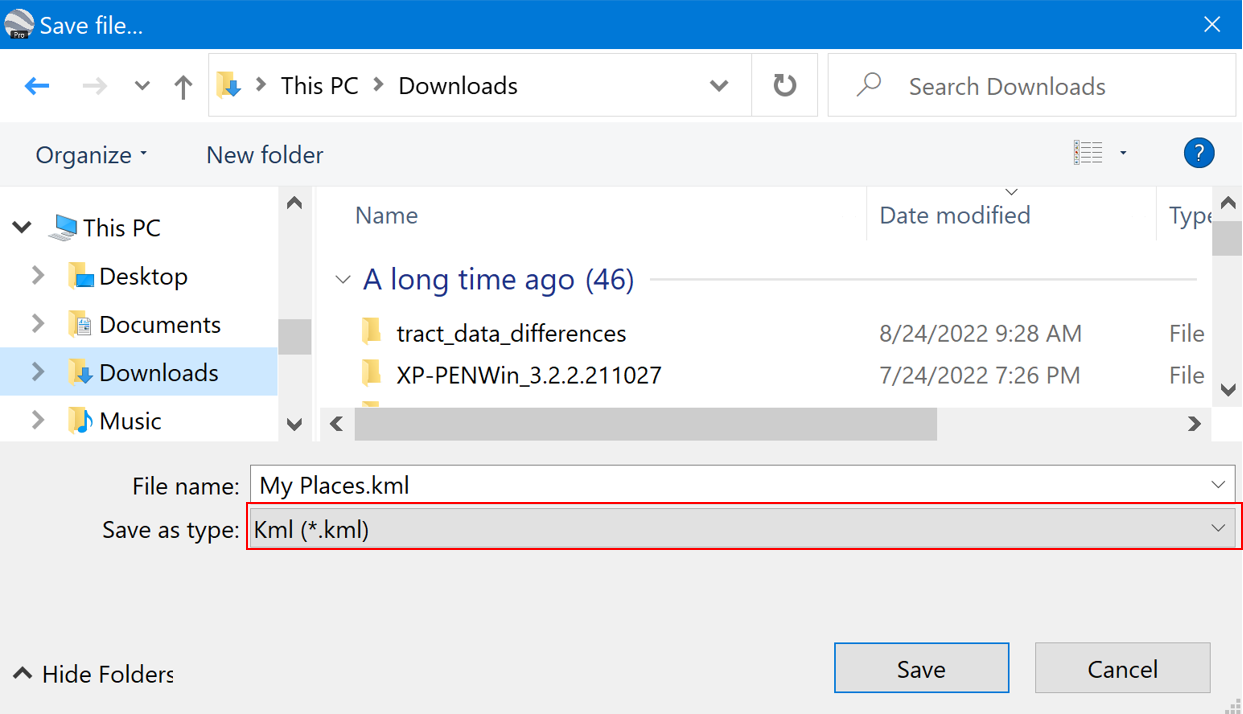 Pro Save file...
This PC Downloads Search Downloads
Organize New folder ?
This PC
Desktop
Documents
Downloads
Music
Name Date modified Type
A long time ago (46)
tract_data_differences 8/24/2022 9:28 AM File
XP-PENWin_3.2.2.211027 7/24/2022 7:26 PM File
File name: My Places.kml
Save as type: Kml (*.kml)
Hide Folders Save Cancel